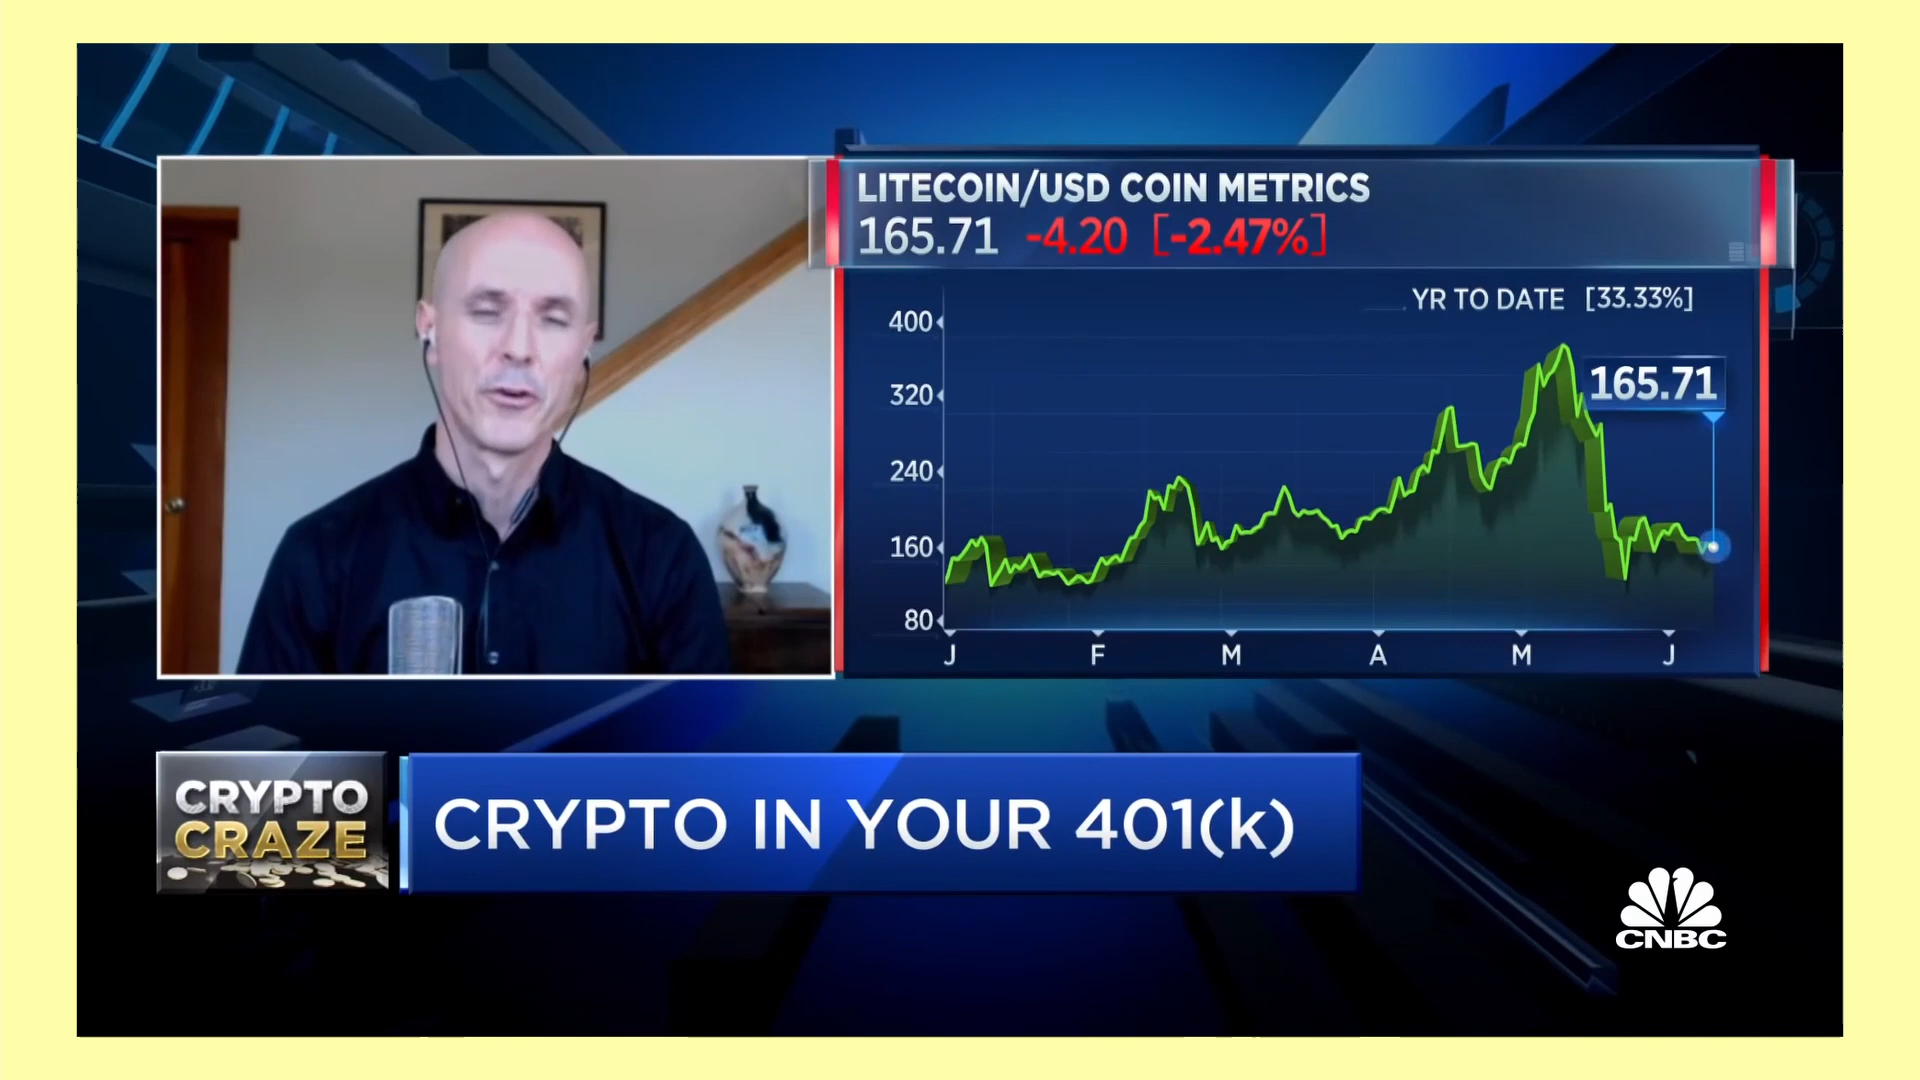 LITECOIN/USD COIN METRICS
165.71 -4.20 [-2.47%]
YR TO DATE [33.33%]
400
320
240
160
80
165.71
J F M A M J
CRYPTO
CRAZE
CRYPTO IN YOUR 401(k)
CNBC